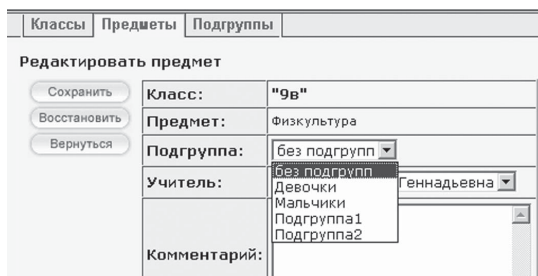 Классы Предметы Подгруппы
Редактировать предмет
Сохранить
Восстановить
Вернуться
Класс: "9в"
Предмет: Физкультура
Подгруппа: без подгрупп
без подгрупп
Девочки
Мальчики
Подгруппа1
Подгруппа2
Учитель: Геннадьевна
Комментарий: